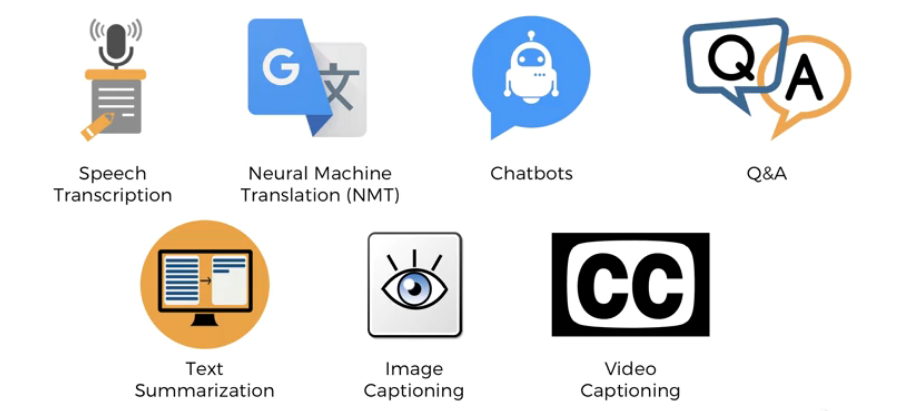 G 文
Q A
Speech
Transcription
Neural Machine
Translation (NMT)
Chatbots
Q&A
CC
Text
Summarization
Image
Captioning
Video
Captioning